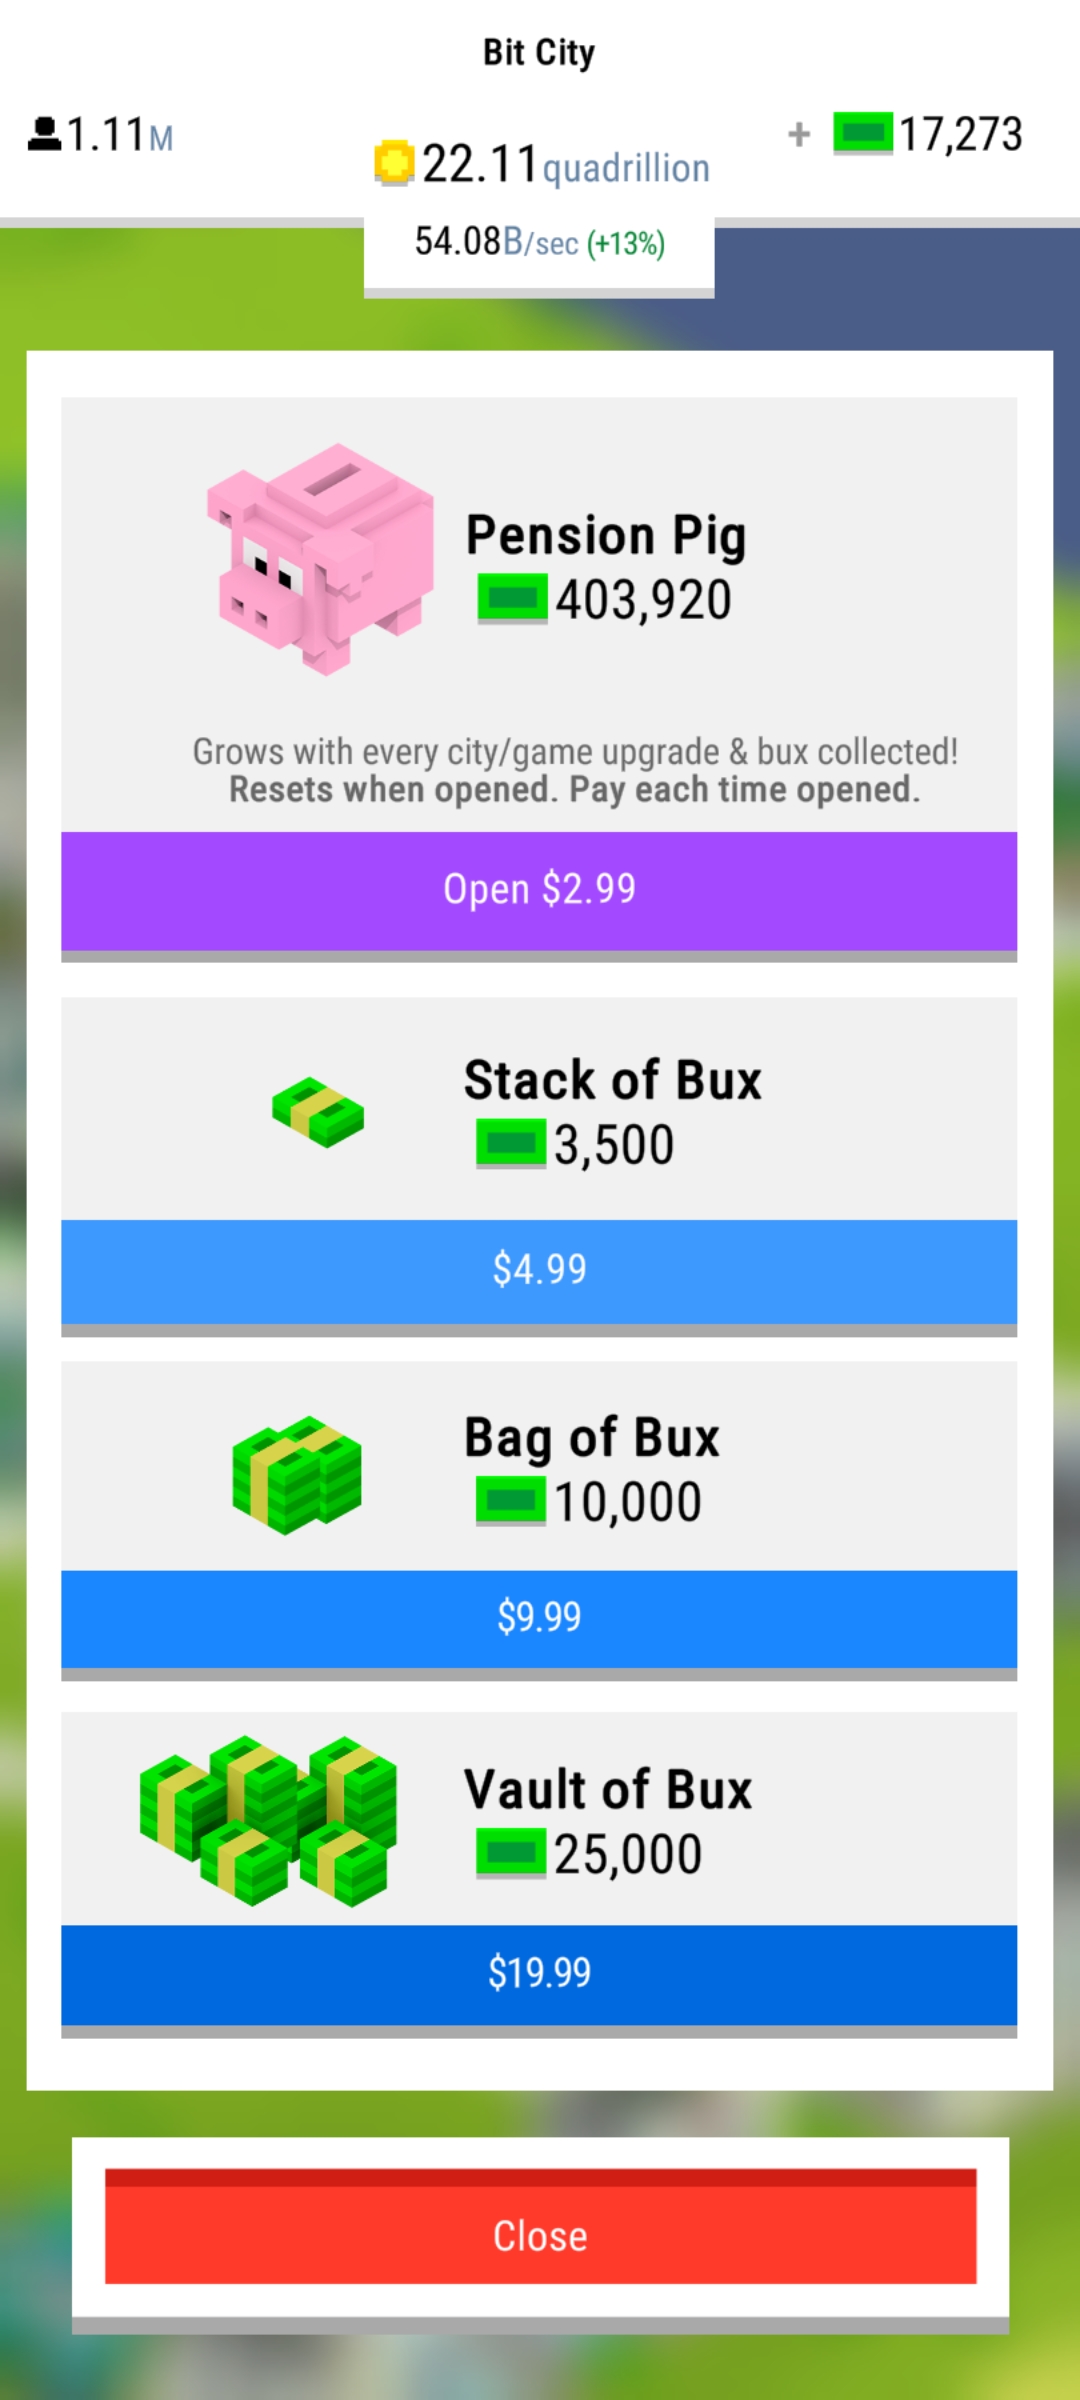 Bit City
1.11M
22.11quadrillion
+ 17,273
54.08B/sec (+13%)
Pension Pig
403,920
Grows with every city/game upgrade & bux collected!
Resets when opened. Pay each time opened.
Open $2.99
Stack of Bux
3,500
$4.99
Bag of Bux
10,000
$9.99
Vault of Bux
25,000
$19.99
Close